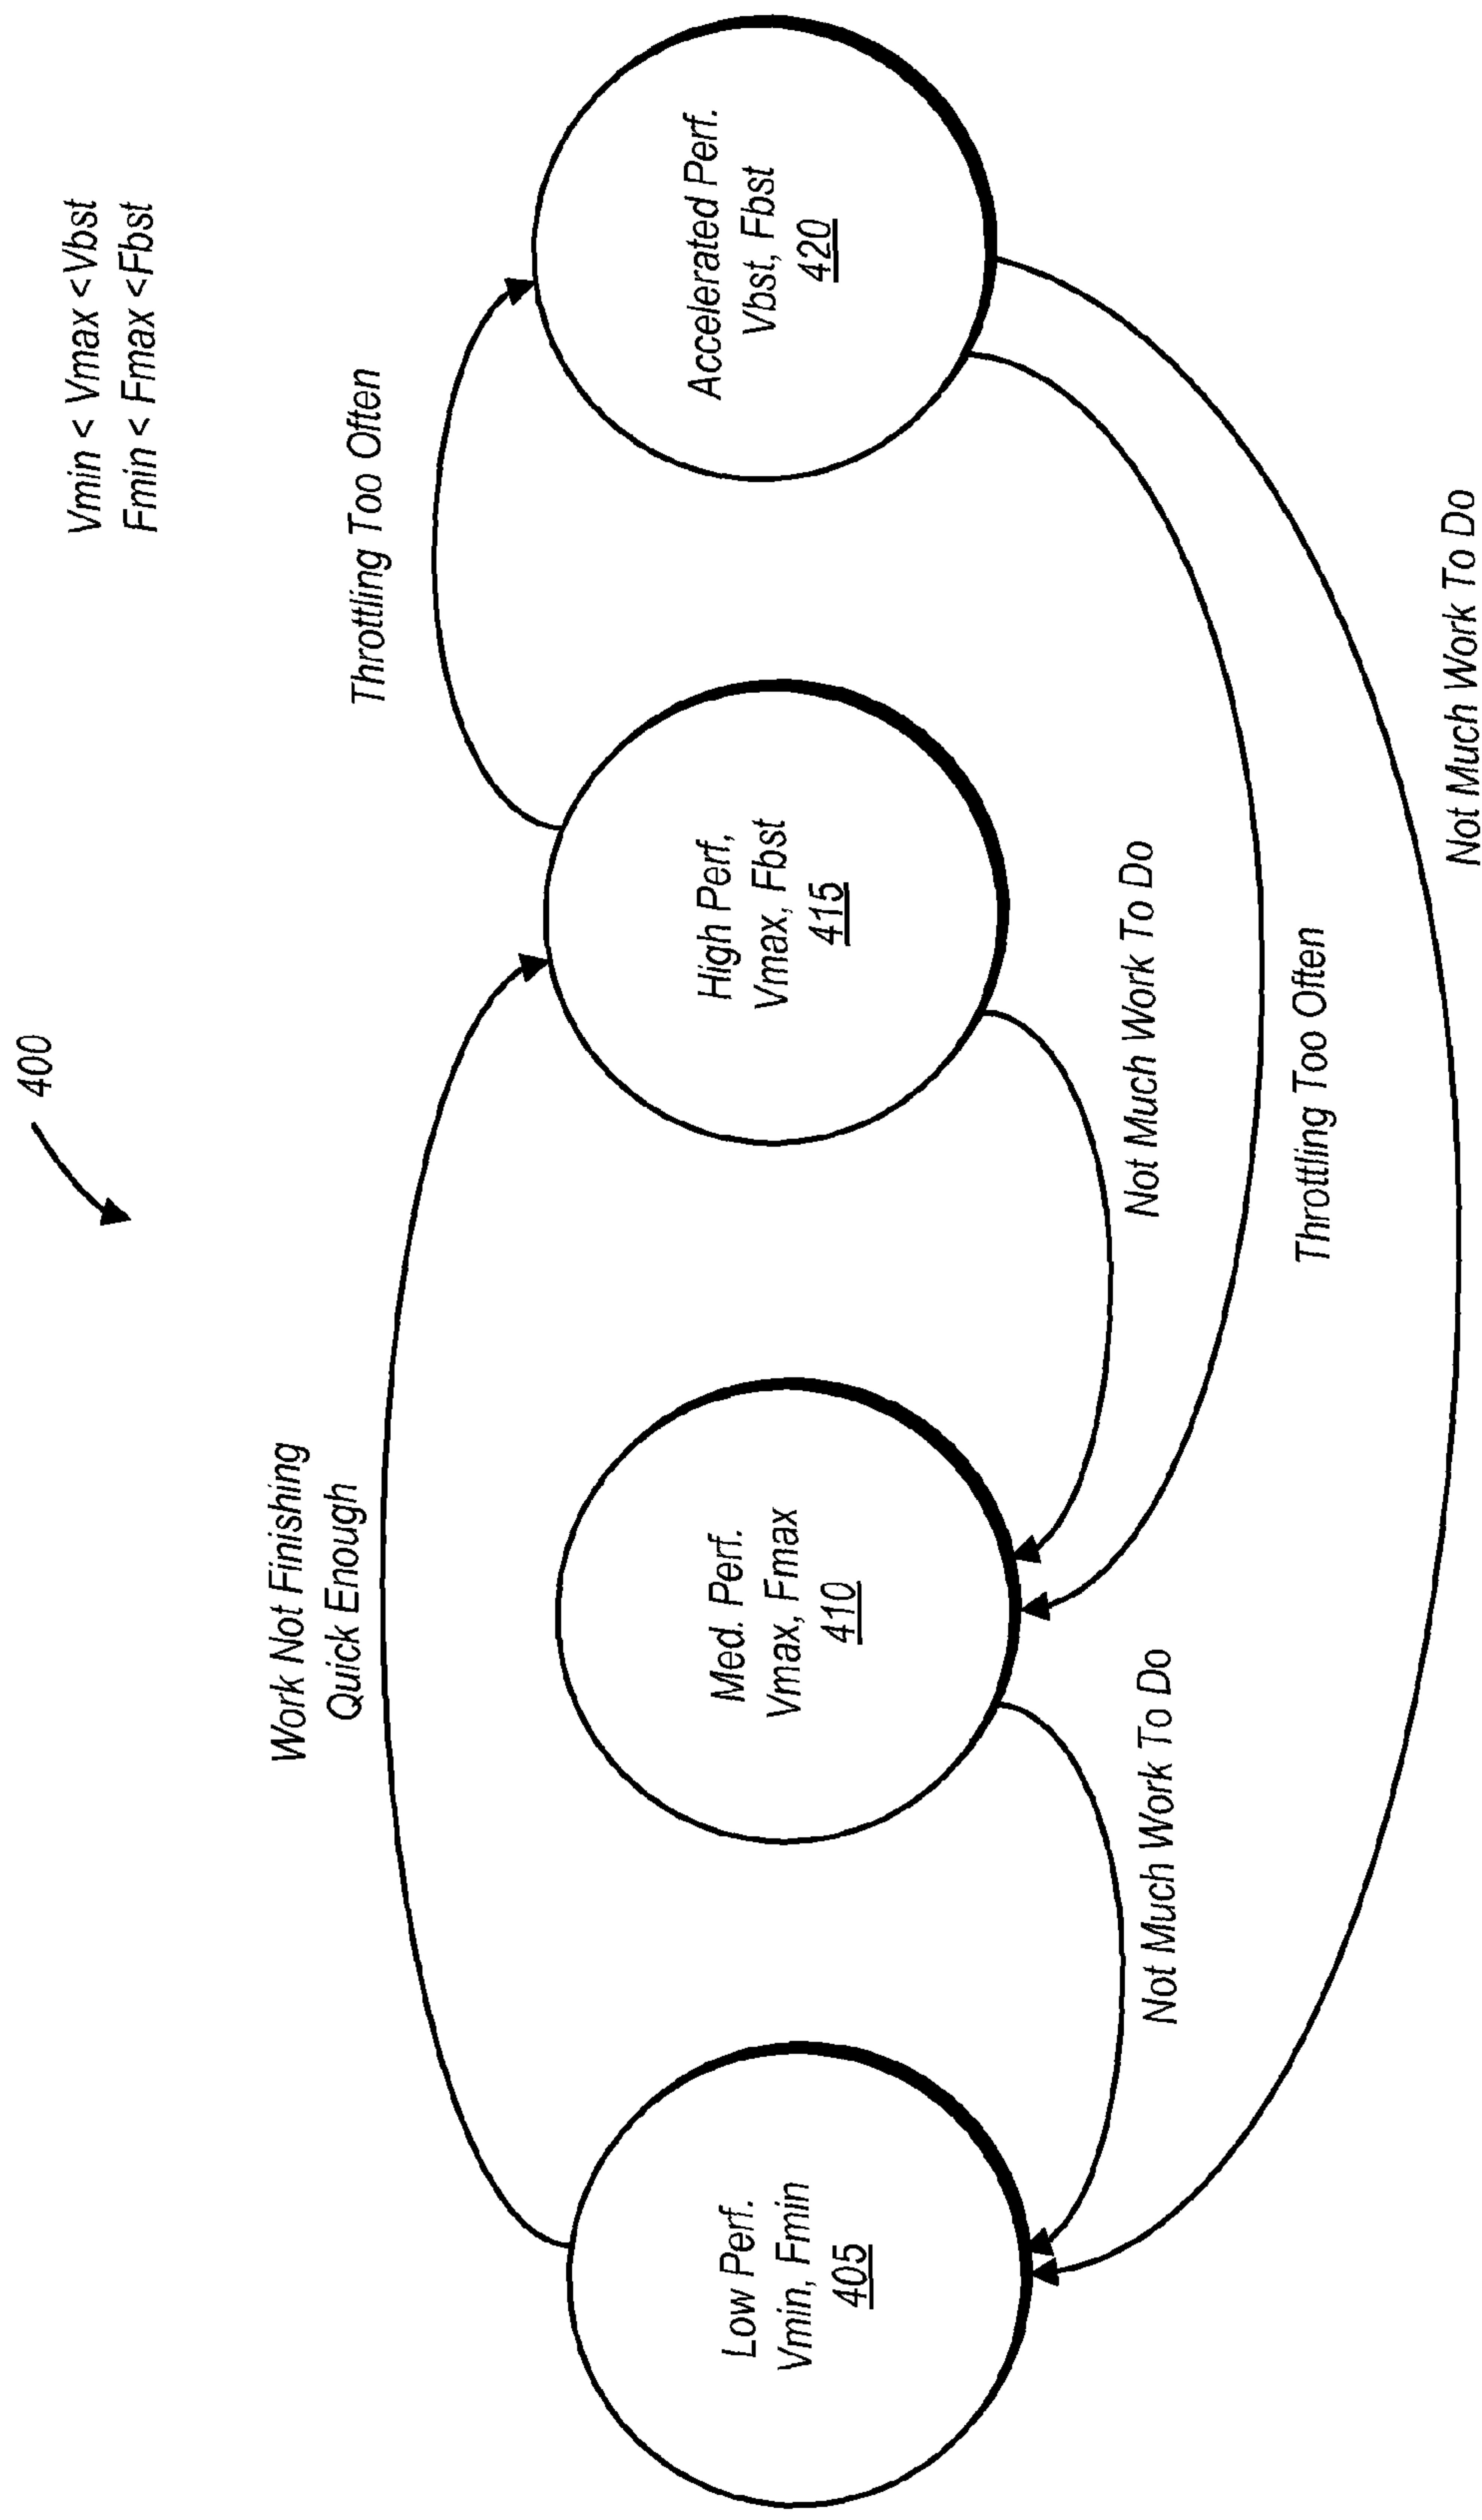 400
Vmin < Vmax <Vbst
Fmin < Fmax <Fbst
Work Not Finishing
Quick Enough
Throttling Too Often
Low Perf.
Vmin, Fmin
405
Med. Perf.
Vmax, Fmax
410
High Perf,
Vmax, Fbst
415
Accelerated Perf.
Vbst, Fbst
420
Not Much Work To Do
Not Much Work To Do
Throttling Too Often
Not Much Work To Do